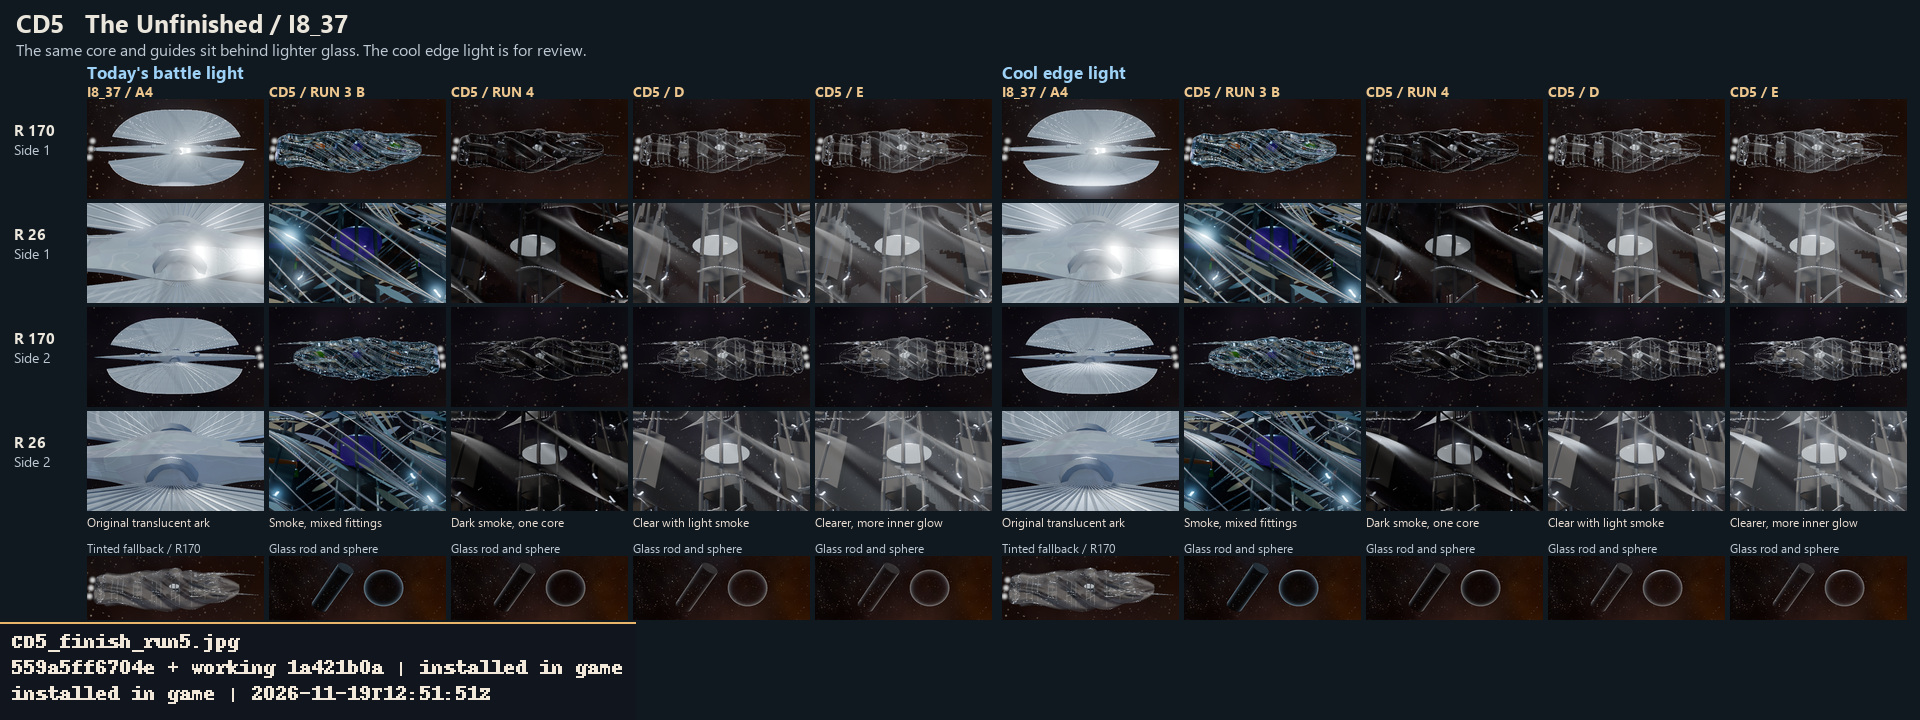 CD5 The Unfinished / I8_37
The same core and guides sit behind lighter glass. The cool edge light is for review.
Today's battle light
Cool edge light
I8_37 / A4
CD5 / RUN 3 B
CD5 / RUN 4
CD5 / D
CD5 / E
I8_37 / A4
CD5 / RUN 3 B
CD5 / RUN 4
CD5 / D
CD5 / E
R 170
Side 1
R 26
Side 1
R 170
Side 2
R 26
Side 2
Original translucent ark
Smoke, mixed fittings
Dark smoke, one core
Clear with light smoke
Clearer, more inner glow
Original translucent ark
Smoke, mixed fittings
Dark smoke, one core
Clear with light smoke
Clearer, more inner glow
Tinted fallback / R170
Glass rod and sphere
Glass rod and sphere
Glass rod and sphere
Glass rod and sphere
Tinted fallback / R170
Glass rod and sphere
Glass rod and sphere
Glass rod and sphere
Glass rod and sphere
CD5_finish_run5.jpg
559a5ff6704e + working 1a421b0a | installed in game
installed in game | 2026-11-19T12:51:51Z